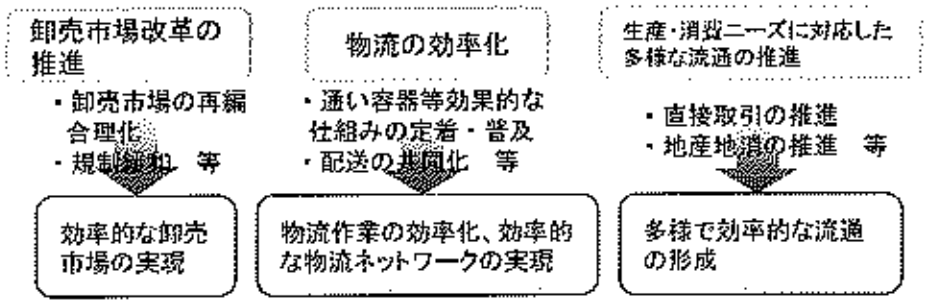 卸売市場改革の
推進
・卸売市場の再編
合理化
・規制緩和　等
効率的な卸売
市場の実現
物流の効率化
・通い容器等効果的な
仕組みの定着・普及
・配送の共同化　等
物流作業の効率化、効率的
な物流ネットワークの実現
生産・消費ニーズに対応した
多様な流通の推進
・直接取引の推進
・地産地消の推進　等
多様で効率的な流通
の形成